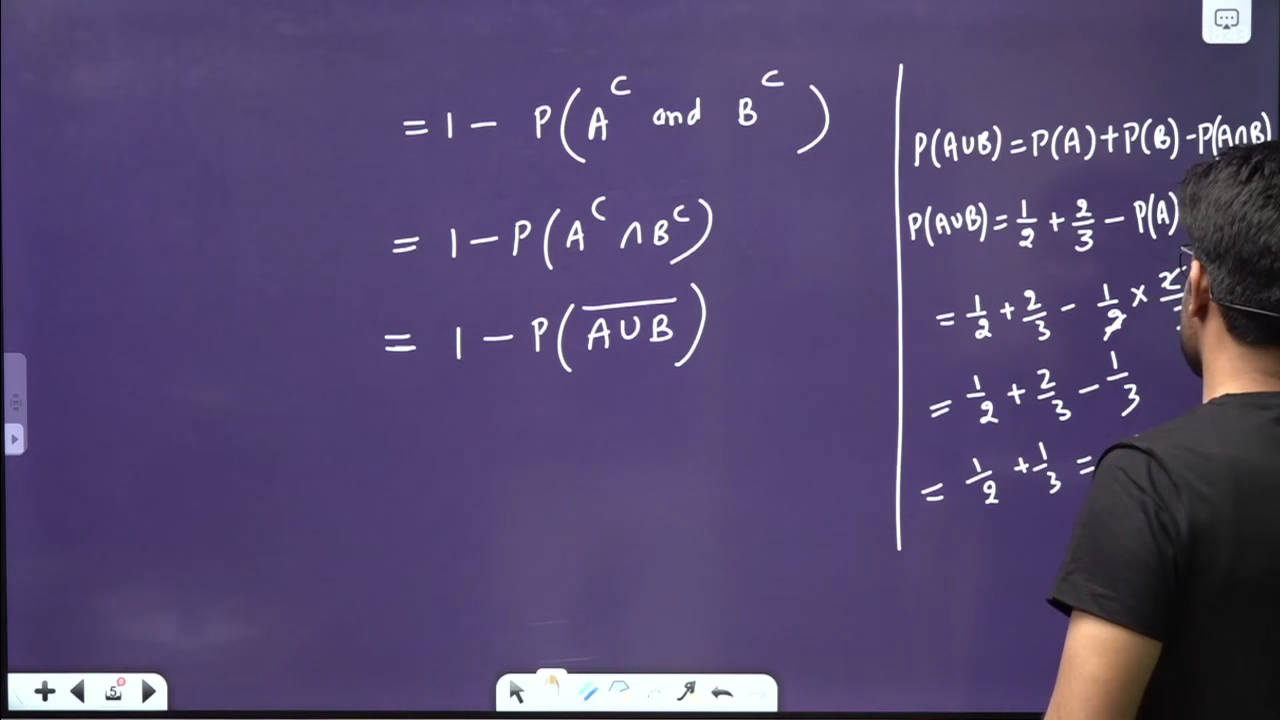 = 1 - P(A^C and B^C)
= 1 - P(A^C ∩ B^C)
= 1 - P(A̅ ̅∪̅ ̅B̅)
P(A∪B) = P(A) + P(B) - P(A∩B)
P(A∪B) = 1/2 + 2/3 - P(A)
= 1/2 + 2/3 - 1/2 ×
= 1/2 + 2/3 - 1/3
= 1/2 + 1/3 =
5